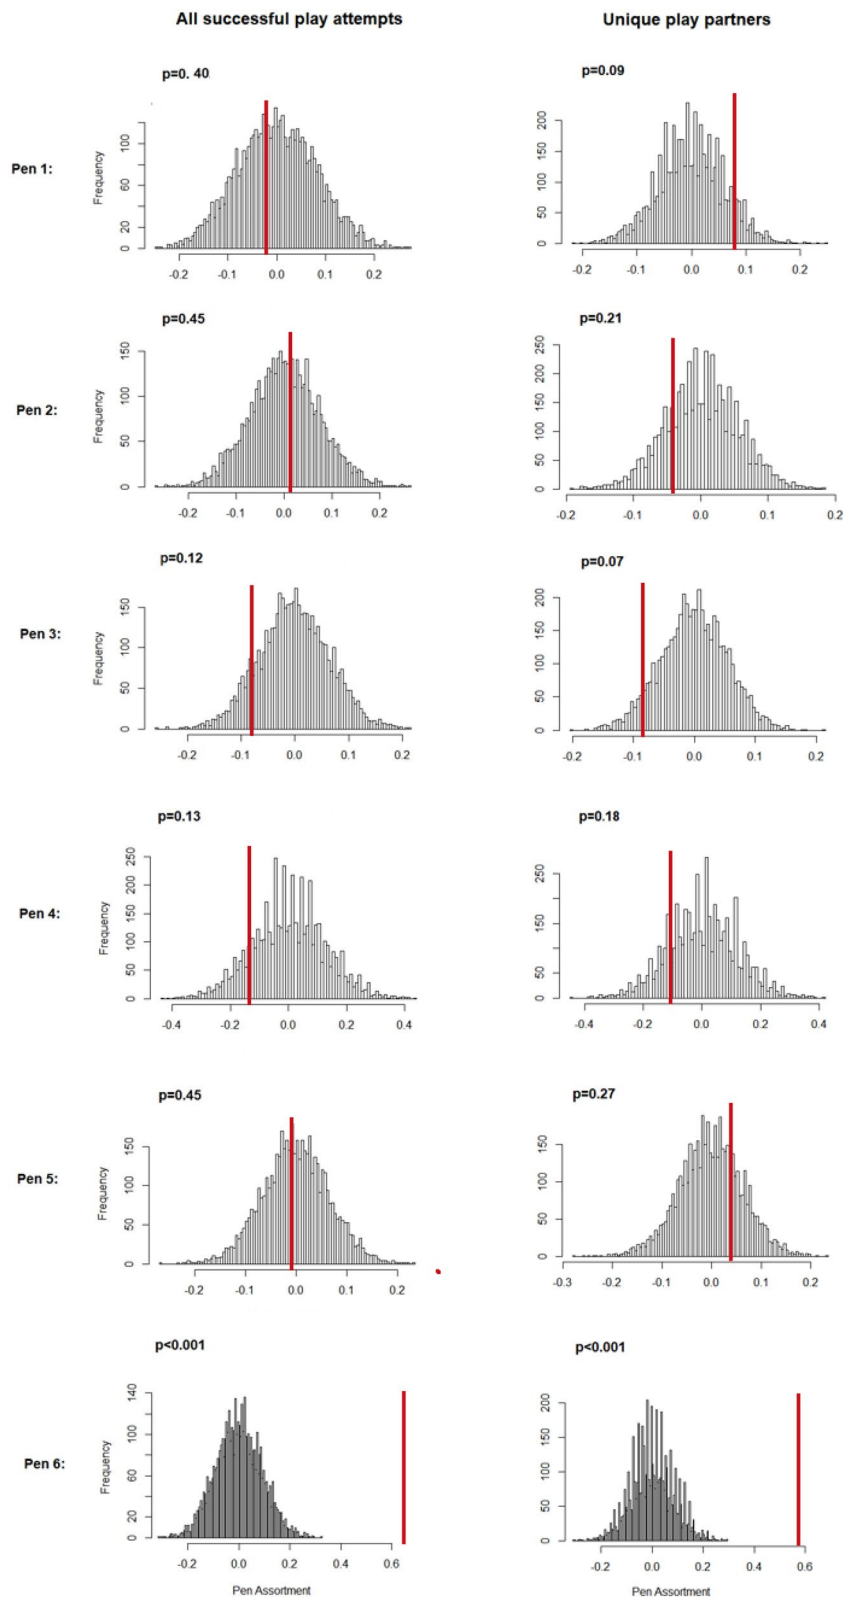 All successful play attempts Unique play partners
p=0. 40 p=0.09
Pen 1:
Frequency
0 20 60 100
0 50 100 150 200
-0.2 -0.1 0.0 0.1 0.2
-0.2 -0.1 0.0 0.1 0.2
p=0.45 p=0.21
Pen 2:
Frequency
0 50 100 150
0 50 100 150 200 250
-0.2 -0.1 0.0 0.1 0.2
-0.2 -0.1 0.0 0.1 0.2
p=0.12 p=0.07
Pen 3:
Frequency
0 50 100 150
0 50 100 150 200
-0.2 -0.1 0.0 0.1 0.2
-0.2 -0.1 0.0 0.1 0.2
p=0.13 p=0.18
Pen 4:
Frequency
0 50 100 150 200 250
0 50 150 250
-0.4 -0.2 0.0 0.2 0.4
-0.4 -0.2 0.0 0.2 0.4
p=0.45 p=0.27
Pen 5:
Frequency
0 50 100 150
0 50 100 150
-0.2 -0.1 0.0 0.1 0.2
-0.3 -0.2 -0.1 0.0 0.1 0.2
p<0.001 p<0.001
Pen 6:
Frequency
0 20 60 100 140
0 50 100 150 200
-0.2 0.0 0.2 0.4 0.6
-0.2 0.0 0.2 0.4 0.6
Pen Assortment Pen Assortment